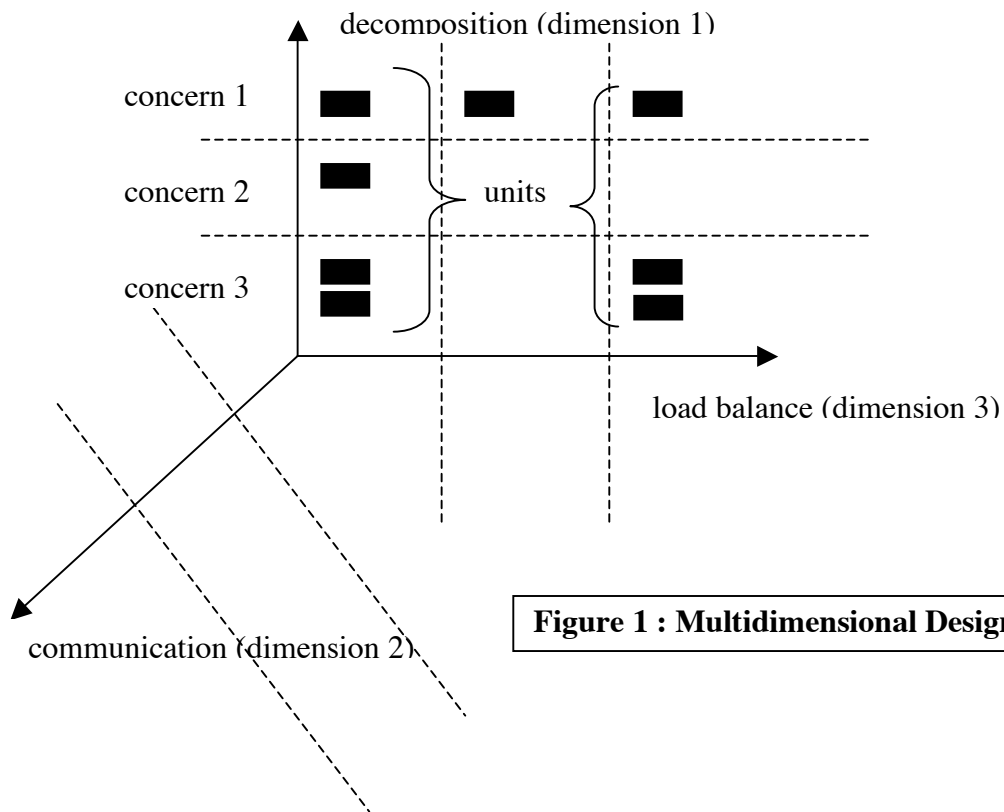 decomposition (dimension 1)
concern 1
concern 2
units
concern 3
load balance (dimension 3)
Figure 1 : Multidimensional Design
communication (dimension 2)